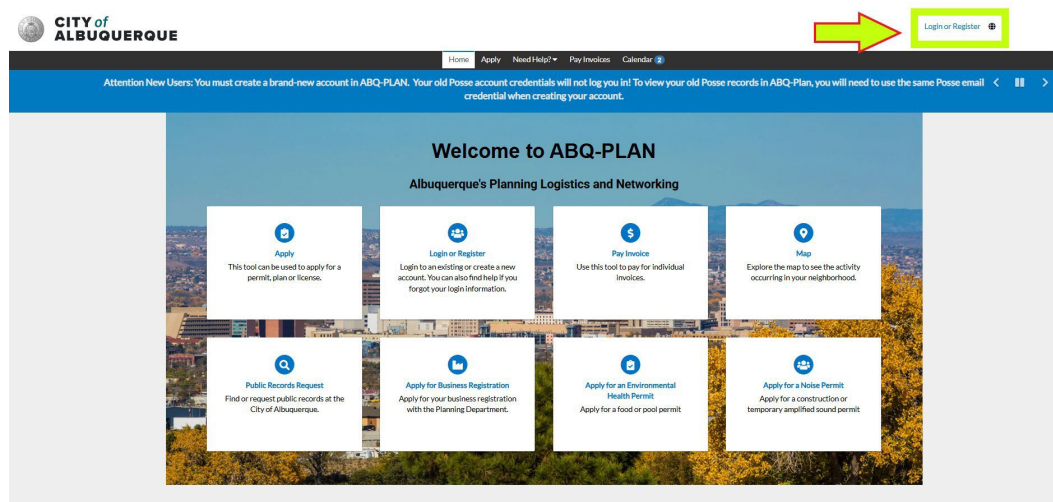 CITY of
ALBUQUERQUE
Login or Register
Home Apply Need Help? Pay Invoices Calendar 2
Attention New Users: You must create a brand-new account in ABQ-PLAN. Your old Posse account credentials will not log you in! To view your old Posse records in ABQ-Plan, you will need to use the same Posse email
credential when creating your account.
Welcome to ABQ-PLAN
Albuquerque's Planning Logistics and Networking
Apply
This tool can be used to apply for a
permit, plan or license.
Login or Register
Login to an existing or create a new
account. You can also find help if you
forgot your login information.
$
Pay Invoice
Use this tool to pay for individual
invoices.
Map
Explore the map to see the activity
occurring in your neighborhood.
Public Records Request
Find or request public records at the
City of Albuquerque.
Apply for Business Registration
Apply for your business registration
with the Planning Department.
Apply for an Environmental
Health Permit
Apply for a food or pool permit
Apply for a Noise Permit
Apply for a construction or
temporary amplified sound permit